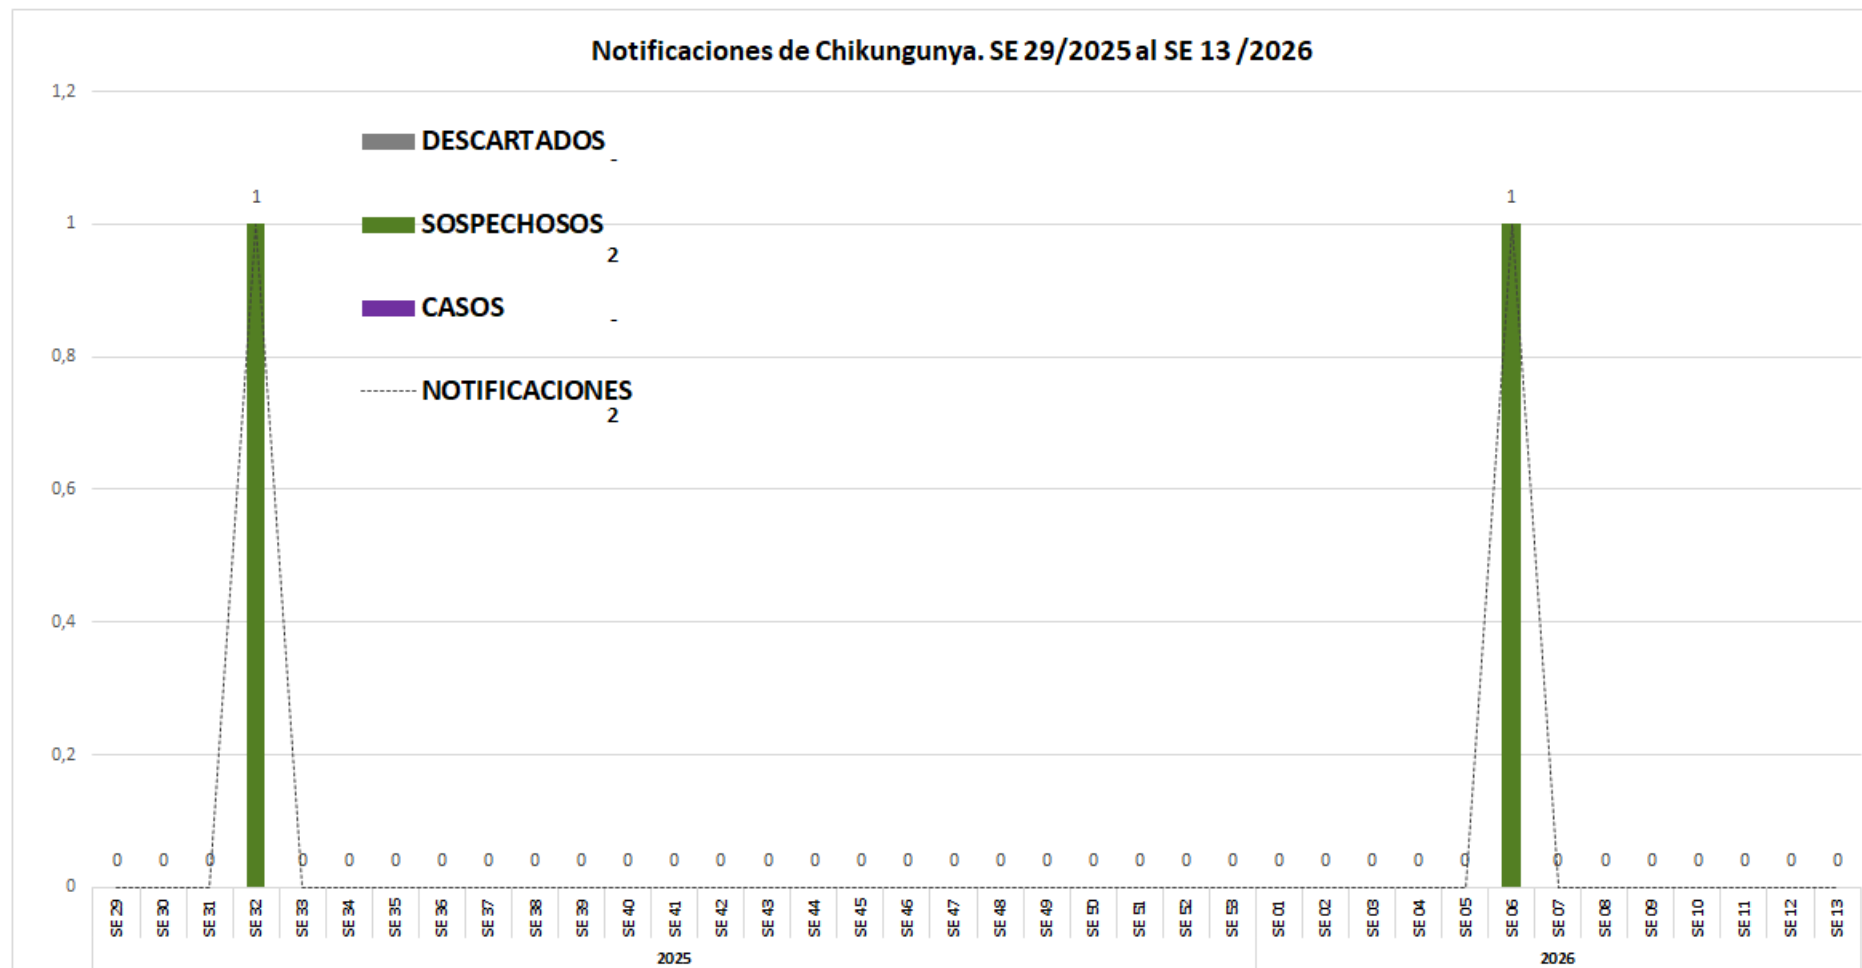 Notificaciones de Chikungunya. SE 29/2025 al SE 13 /2026
1,2
DESCARTADOS
-
1 1
1
SOSPECHOSOS
2
CASOS
-
0,8
NOTIFICACIONES
2
0,6
0,4
0,2
0 0 0 0 0 0 0 0 0 0 0 0 0 0 0 0 0 0 0 0 0 0 0 0 0 0 0 0 0 0 0 0 0 0 0 0
0
SE 29 SE 30 SE 31 SE 32 SE 33 SE 34 SE 35 SE 36 SE 37 SE 38 SE 39 SE 40 SE 41 SE 42 SE 43 SE 44 SE 45 SE 46 SE 47 SE 48 SE 49 SE 50 SE 51 SE 52 SE 53 SE 01 SE 02 SE 03 SE 04 SE 05 SE 06 SE 07 SE 08 SE 09 SE 10 SE 11 SE 12 SE 13
2025 2026